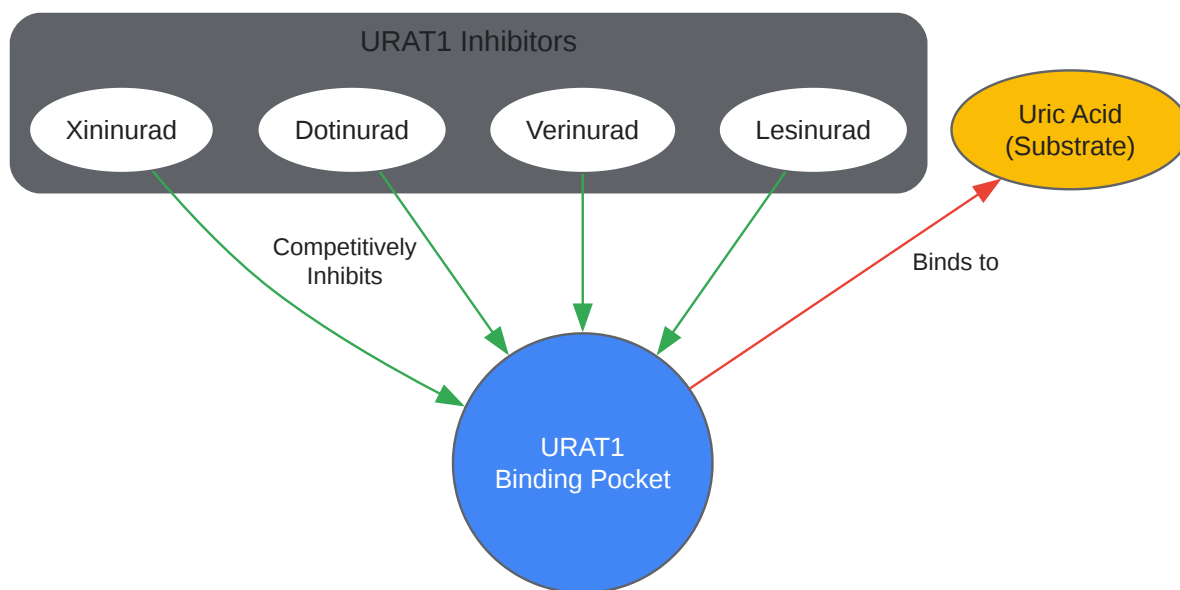 URAT1 Inhibitors
Xininurad
Dotinurad
Verinurad
Lesinurad
Uric Acid
(Substrate)
Competitively
Inhibits
Binds to
URAT1
Binding Pocket